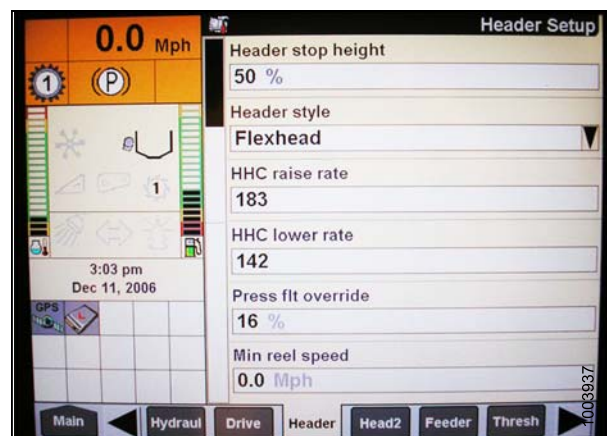 0.0 Mph
Header Setup
1
(P)
1
3:03 pm
Dec 11, 2006
GPS
Header stop height
50 %
Header style
Flexhead
HHC raise rate
183
HHC lower rate
142
Press flt override
16 %
Min reel speed
0.0 Mph
Main
Hydraul
Drive
Header
Head2
Feeder
Thresh
1003937